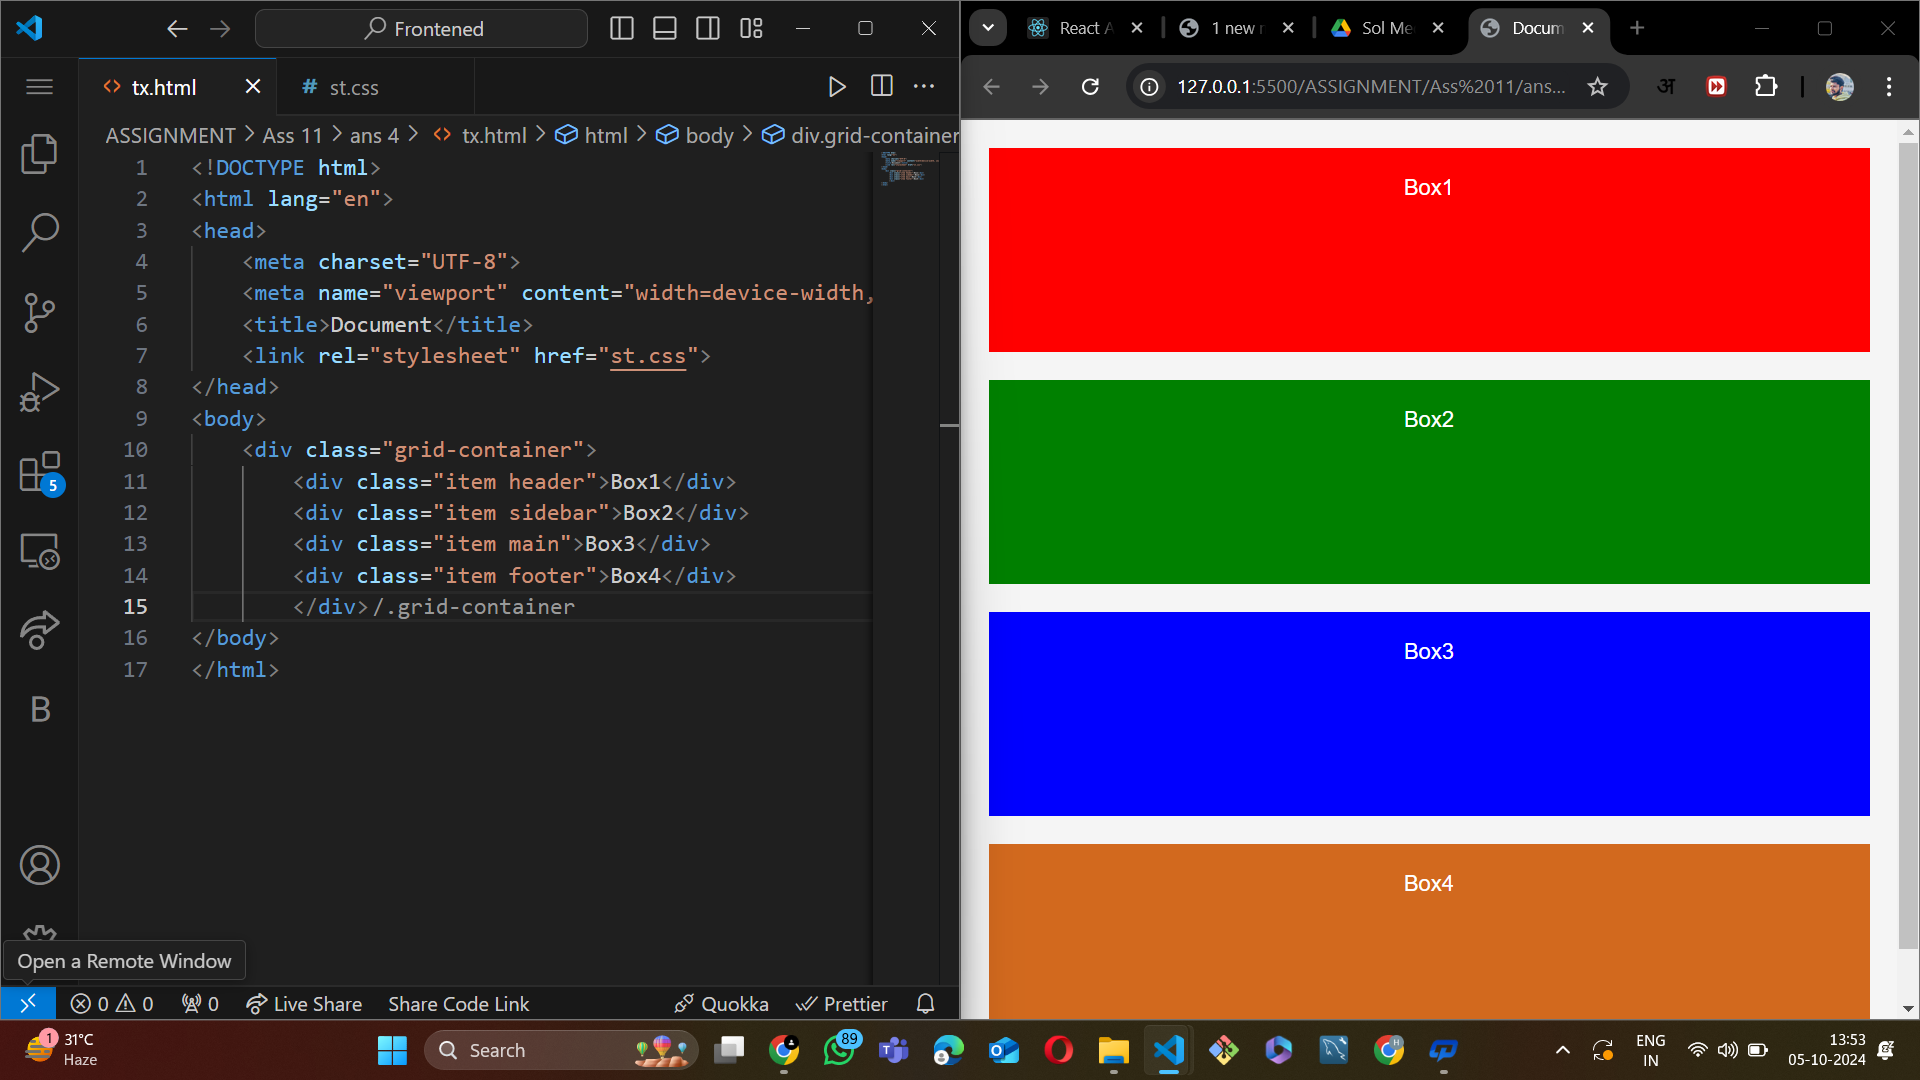 Frontened
tx.html
# st.css
ASSIGNMENT > Ass 11 > ans 4 > tx.html > html > body > div.grid-container
1 <!DOCTYPE html>
2 <html lang="en">
3 <head>
4 <meta charset="UTF-8">
5 <meta name="viewport" content="width=device-width,
6 <title>Document</title>
7 <link rel="stylesheet" href="st.css">
8 </head>
9 <body>
10 <div class="grid-container">
11 <div class="item header">Box1</div>
12 <div class="item sidebar">Box2</div>
13 <div class="item main">Box3</div>
14 <div class="item footer">Box4</div>
15 </div>/.grid-container
16 </body>
17 </html>
5
B
Open a Remote Window
0 0 0 Live Share Share Code Link Quokka Prettier
React A
1 new
Sol Me
Docum
127.0.0.1:5500/ASSIGNMENT/Ass%2011/ans...
अ
Box1
Box2
Box3
Box4
1
31°C
Haze
Search
89
H
ENG
IN
13:53
05-10-2024